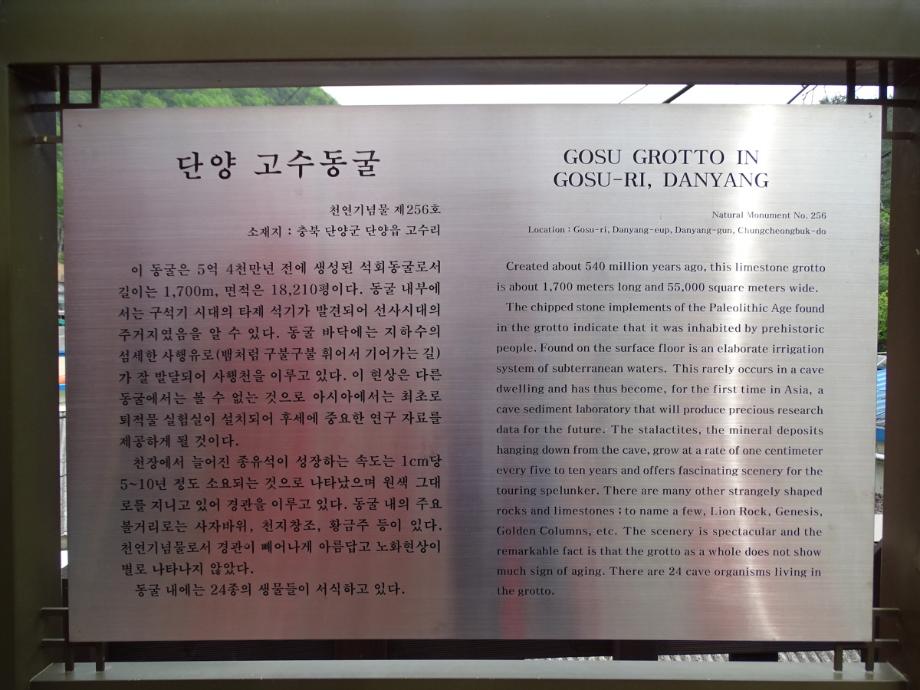 단양 고수동굴
천연기념물 제256호
소재지 : 충북 단양군 단양읍 고수리
이 동굴은 5억 4천만년 전에 생성된 석회동굴로서
길이는 1,700m, 면적은 18,210평이다. 동굴 내부에
서는 구석기 시대의 타제 석기가 발견되어 선사시대의
주거지였음을 알 수 있다. 동굴 바닥에는 지하수의
섬세한 사행유로(뱀처럼 구불구불 휘어서 기어가는 길)
가 잘 발달되어 사행천을 이루고 있다. 이 현상은 다른
동굴에서는 볼 수 없는 것으로 아시아에서는 최초로
퇴적물 실험실이 설치되어 후세에 중요한 연구 자료를
제공하게 될 것이다.
천장에서 늘어진 종유석이 성장하는 속도는 1cm당
5~10년 정도 소요되는 것으로 나타났으며 원색 그대
로를 지니고 있어 경관을 이루고 있다. 동굴 내의 주요
볼거리로는 사자바위, 천지창조, 황금주 등이 있다.
천연기념물로서 경관이 빼어나게 아름답고 노화현상이
별로 나타나지 않았다.
동굴 내에는 24종의 생물들이 서식하고 있다.
GOSU GROTTO IN
GOSU-RI, DANYANG
Natural Monument No. 256
Location : Gosu-ri, Danyang-eup, Danyang-gun, Chungcheongbuk-do
Created about 540 million years ago, this limestone grotto
is about 1,700 meters long and 55,000 square meters wide.
The chipped stone implements of the Paleolithic Age found
in the grotto indicate that it was inhabited by prehistoric
people. Found on the surface floor is an elaborate irrigation
system of subterranean waters. This rarely occurs in a cave
dwelling and has thus become, for the first time in Asia, a
cave sediment laboratory that will produce precious research
data for the future. The stalactites, the mineral deposits
hanging down from the cave, grow at a rate of one centimeter
every five to ten years and offers fascinating scenery for the
touring spelunker. There are many other strangely shaped
rocks and limestones ; to name a few, Lion Rock, Genesis,
Golden Columns, etc. The scenery is spectacular and the
remarkable fact is that the grotto as a whole does not show
much sign of aging. There are 24 cave organisms living in
the grotto.